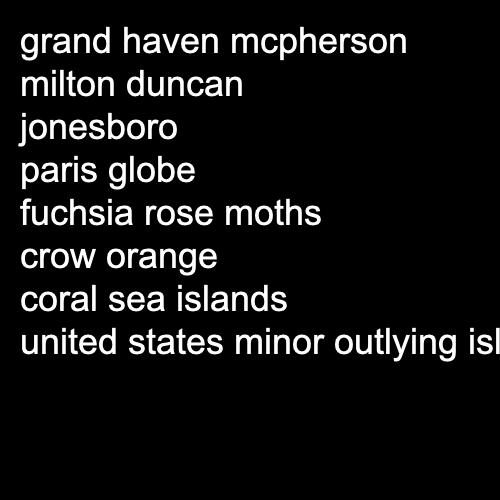 grand haven mcpherson
milton duncan
jonesboro
paris globe
fuchsia rose moths
crow orange
coral sea islands
united states minor outlying isl